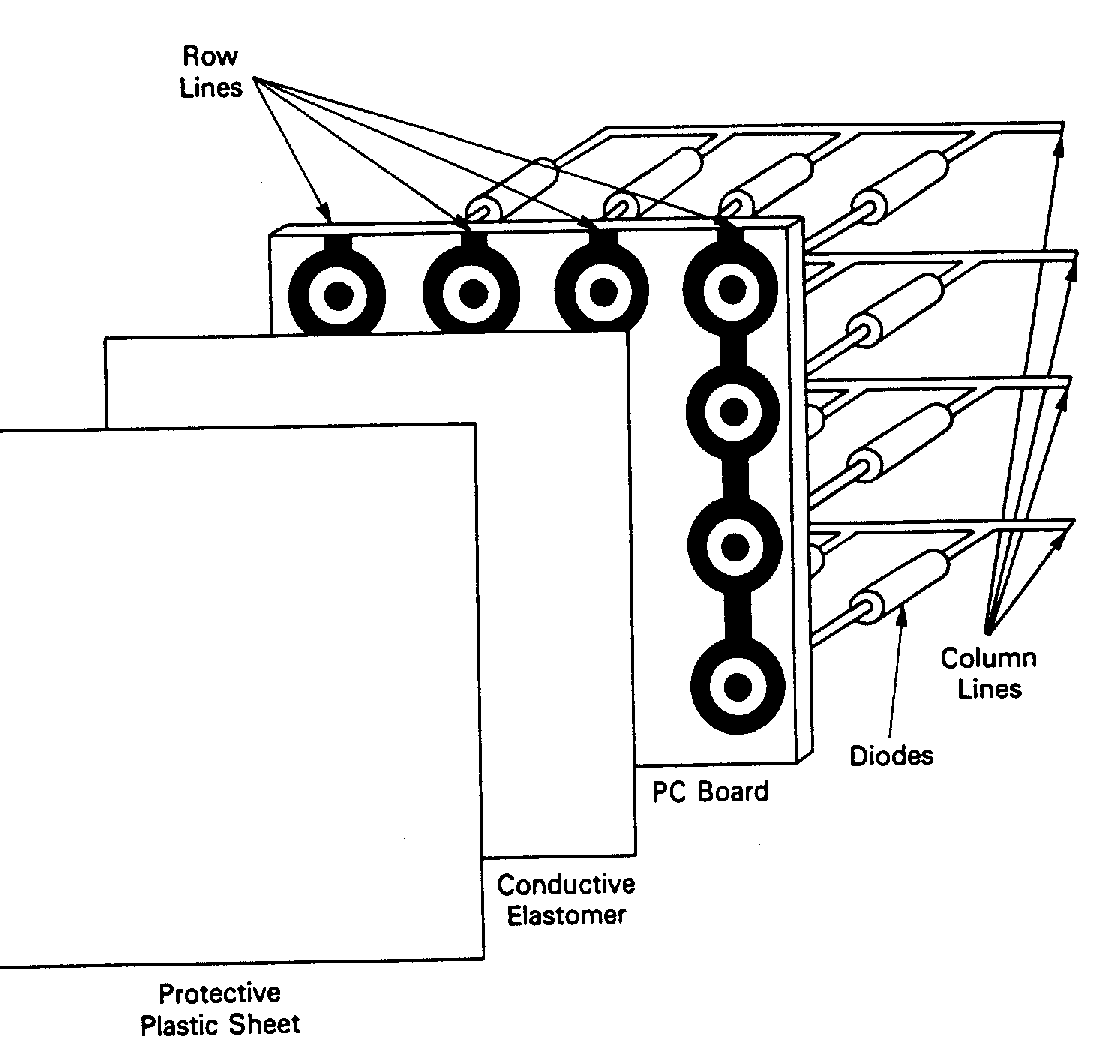 Row
Lines
Column
Lines
Diodes
PC Board
Conductive
Elastomer
Protective
Plastic Sheet